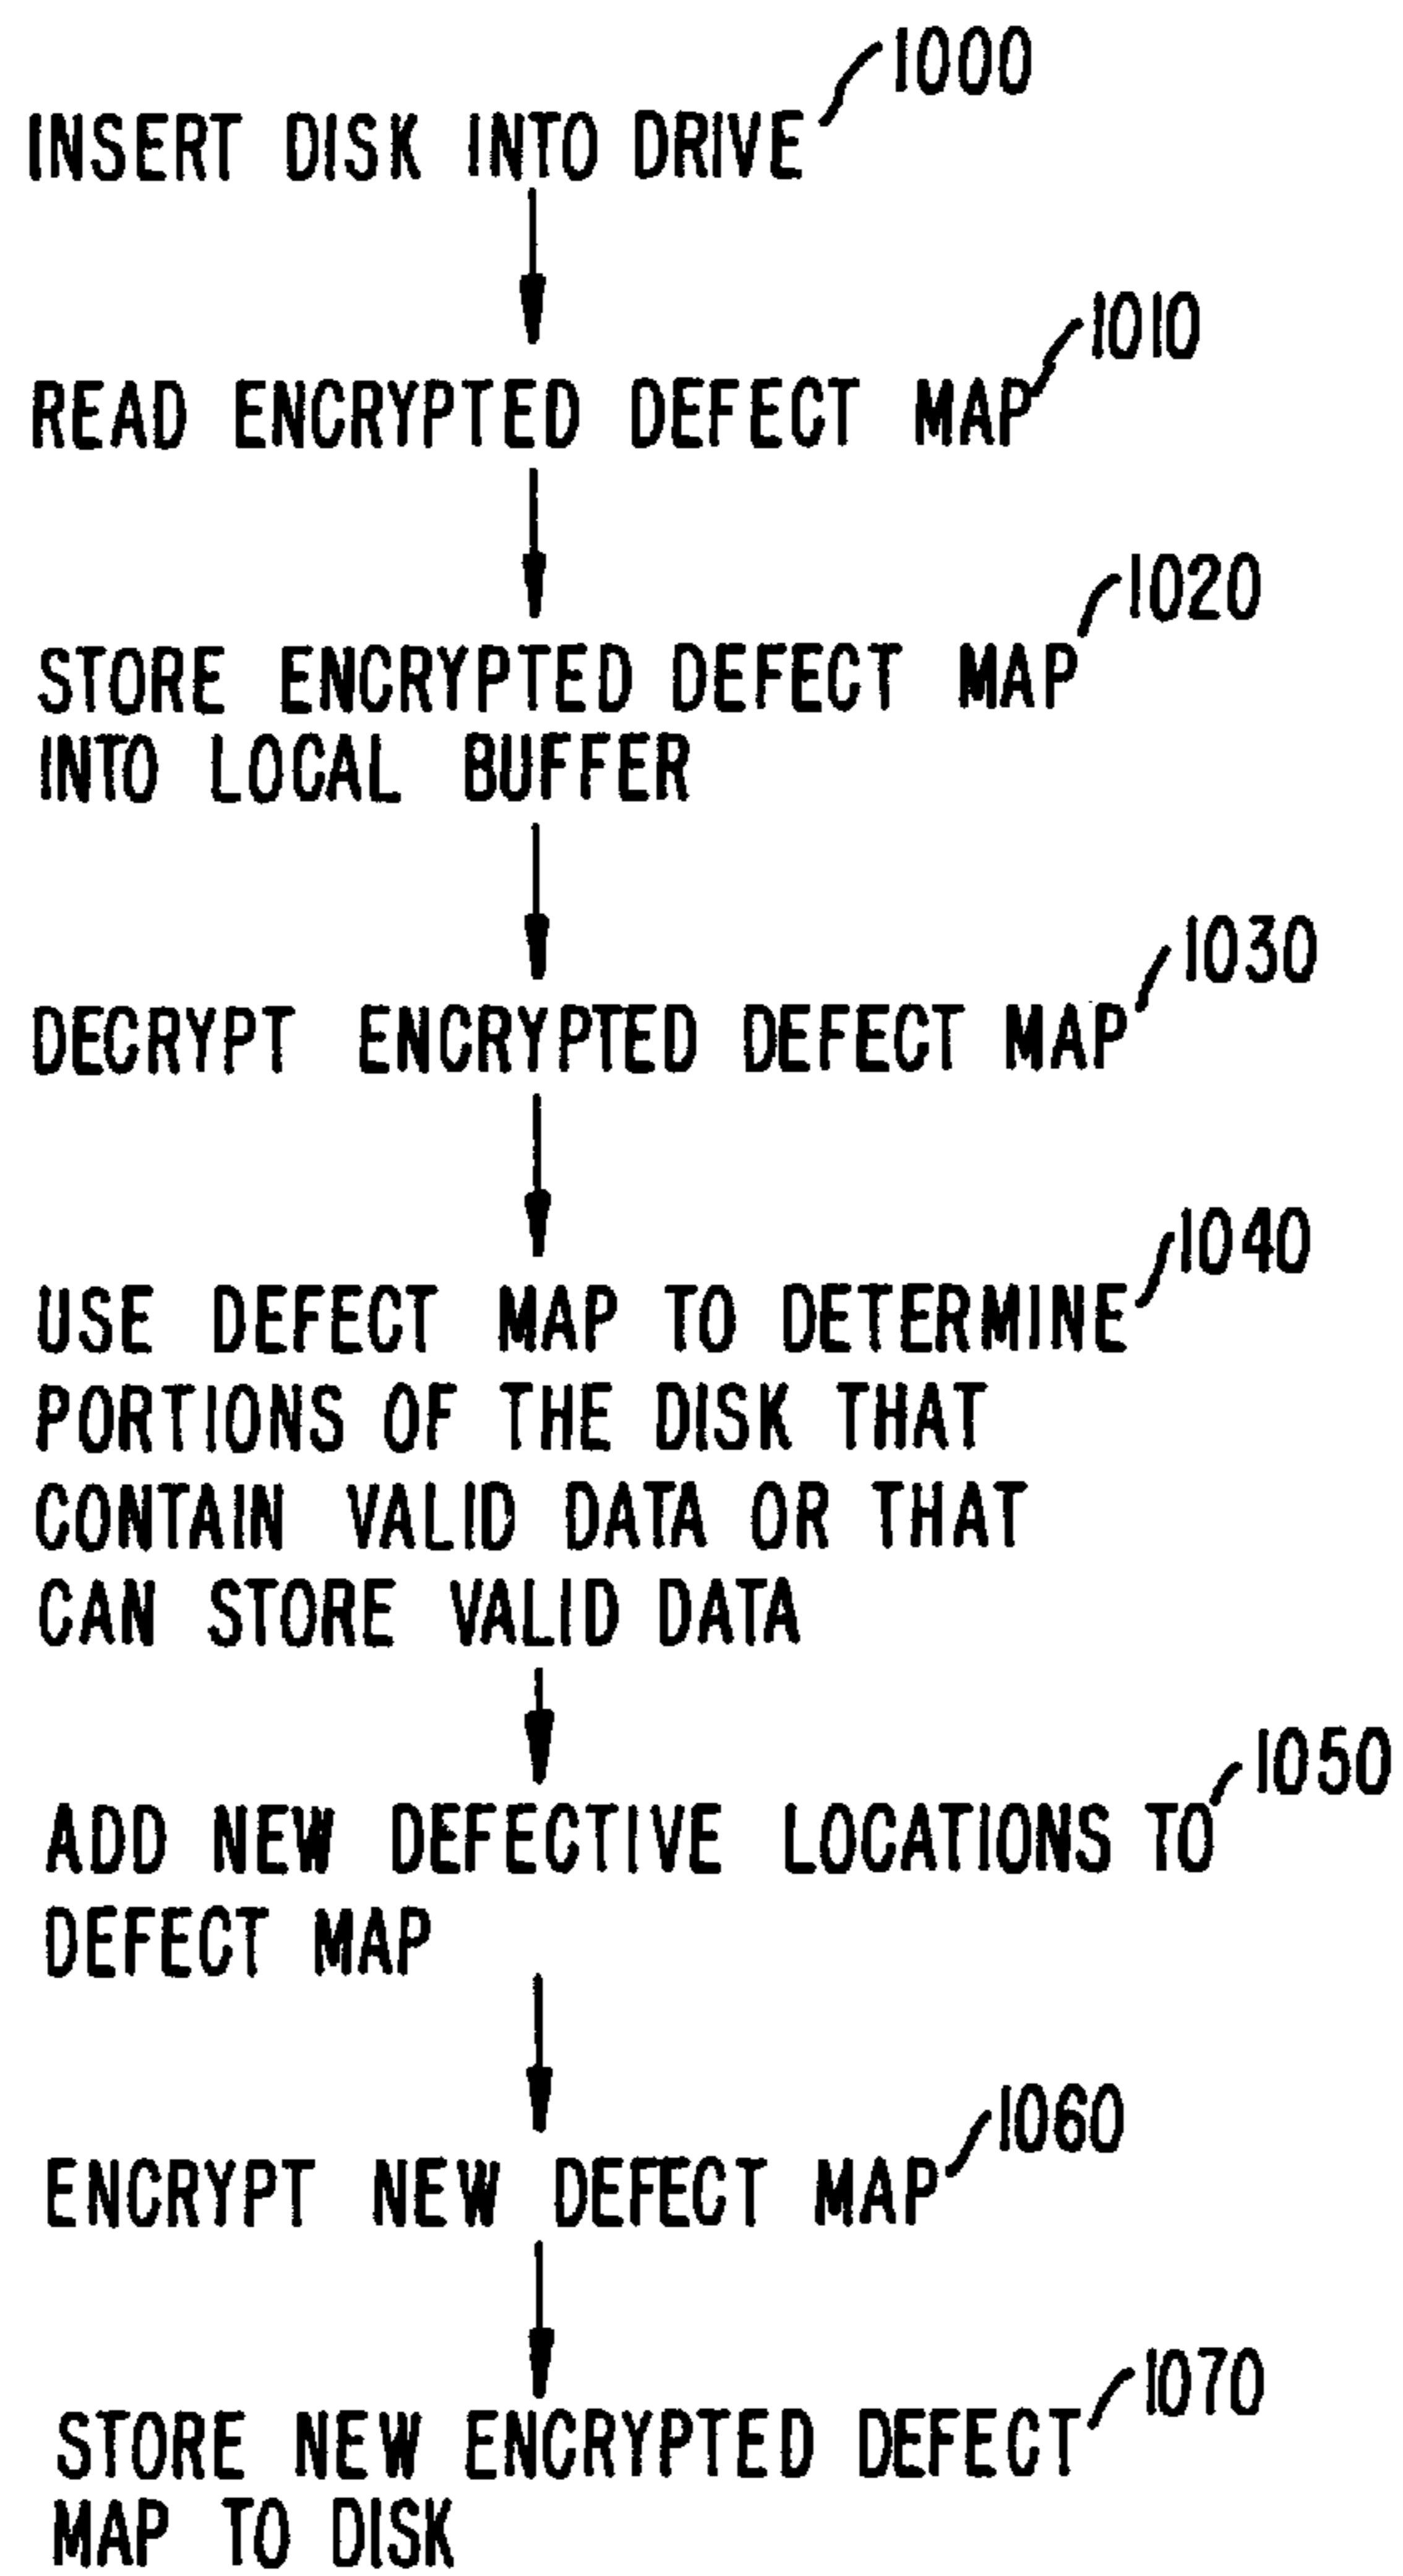 1000
INSERT DISK INTO DRIVE
1010
READ ENCRYPTED DEFECT MAP
1020
STORE ENCRYPTED DEFECT MAP
INTO LOCAL BUFFER
1030
DECRYPT ENCRYPTED DEFECT MAP
1040
USE DEFECT MAP TO DETERMINE
PORTIONS OF THE DISK THAT
CONTAIN VALID DATA OR THAT
CAN STORE VALID DATA
1050
ADD NEW DEFECTIVE LOCATIONS TO
DEFECT MAP
1060
ENCRYPT NEW DEFECT MAP
1070
STORE NEW ENCRYPTED DEFECT
MAP TO DISK